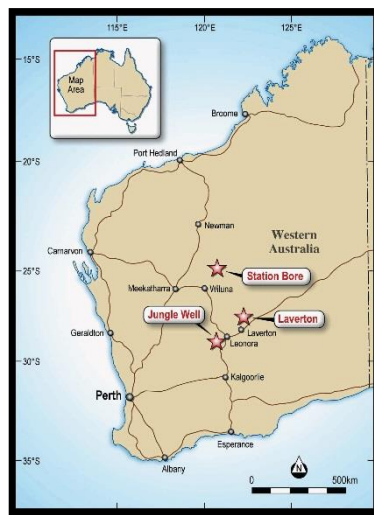 115°S
120°S
125°S
15°S
Map
Area
Broome
Port Hedland
20°S
Newman
Western
Australia
Carnarvon
25°S
Station Bore
Meekatharra
Vriluna
Jungle Well
Laverton
Geraldton
Laverton
Leonora
30°S
Kalgoorlie
Perth
Esperance
35°S
Albany
N
0
500km